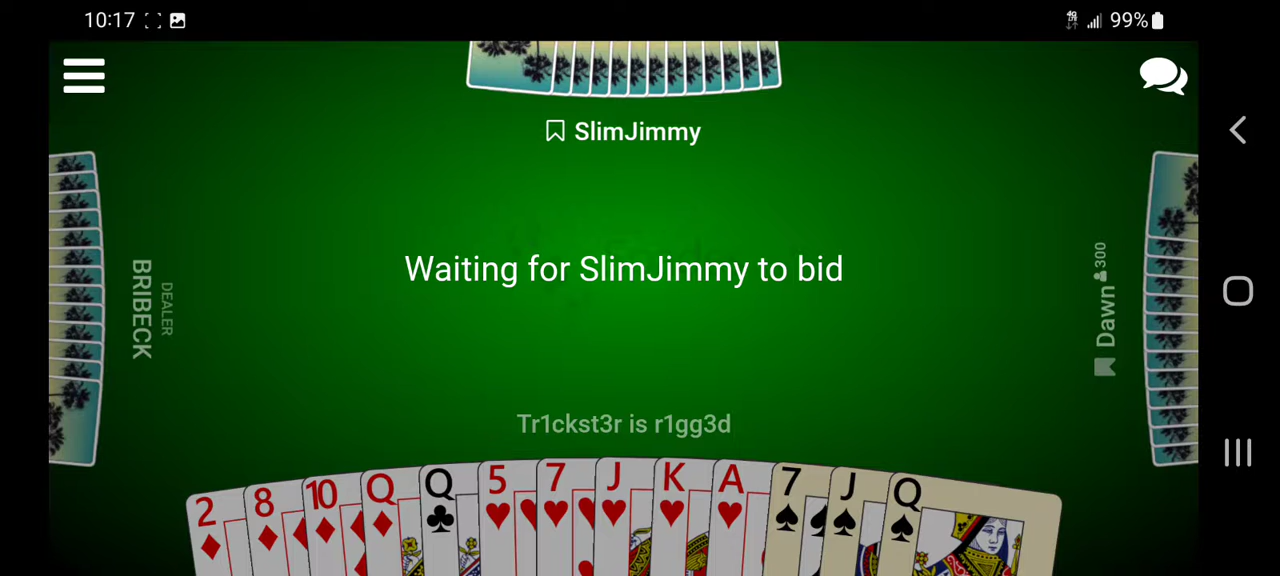 10:17
99%
SlimJimmy
BRIBECK
DEALER
Waiting for SlimJimmy to bid
Dawn 300
Tr1ckst3r is r1gg3d
2 8 10 Q Q 5 7 J K A 7 J Q